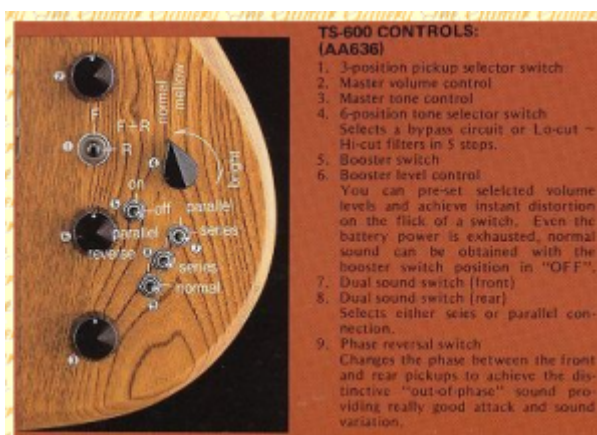 F
F+R
R
normal
mellow
bright
on
off
parallel
series
parallel
reverse
series
normal
TS-600 CONTROLS:
(AA636)
1. 3-position pickup selector switch
2. Master volume control
3. Master tone control
4. 6-position tone selector switch
Selects a bypass circuit or Lo-cut ~
Hi-cut filters in 5 steps.
5. Booster switch
6. Booster level control
You can pre-set selelcted volume
levels and achieve instant distortion
on the flick of a switch. Even the
battery power is exhausted, normal
sound can be obtained with the
booster switch position in "OFF".
7. Dual sound switch (front)
8. Dual sound switch (rear)
Selects either seies or parallel con-
nection.
9. Phase reversal switch
Changes the phase between the front
and rear pickups to achieve the dis-
tinctive "out-of-phase" sound pro-
viding really good attack and sound
variation.